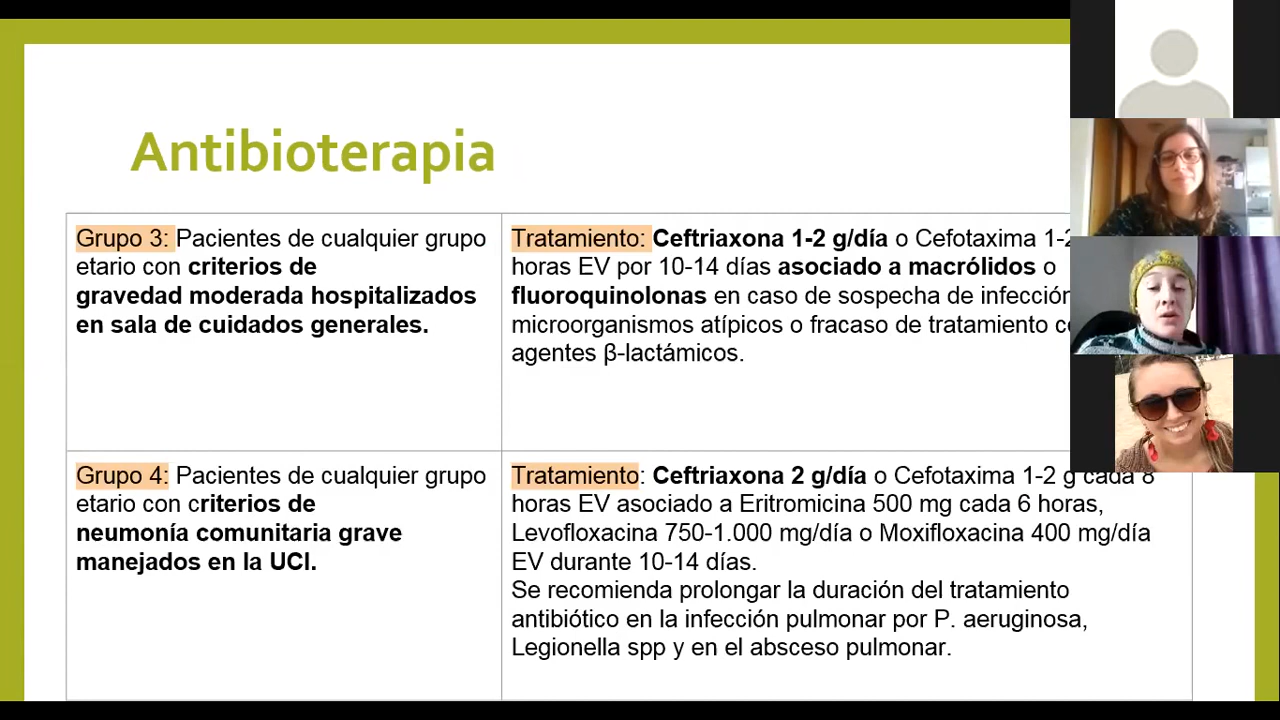 Antibioterapia
Grupo 3: Pacientes de cualquier grupo
etario con criterios de
gravedad moderada hospitalizados
en sala de cuidados generales.
Tratamiento: Ceftriaxona 1-2 g/día o Cefotaxima 1-2
horas EV por 10-14 días asociado a macrólidos o
fluoroquinolonas en caso de sospecha de infección
microorganismos atípicos o fracaso de tratamiento
agentes β-lactámicos.
Grupo 4: Pacientes de cualquier grupo
etario con criterios de
neumonía comunitaria grave
manejados en la UCI.
Tratamiento: Ceftriaxona 2 g/día o Cefotaxima 1-2 g cada 8
horas EV asociado a Eritromicina 500 mg cada 6 horas,
Levofloxacina 750-1.000 mg/día o Moxifloxacina 400 mg/día
EV durante 10-14 días.
Se recomienda prolongar la duración del tratamiento
antibiótico en la infección pulmonar por P. aeruginosa,
Legionella spp y en el absceso pulmonar.